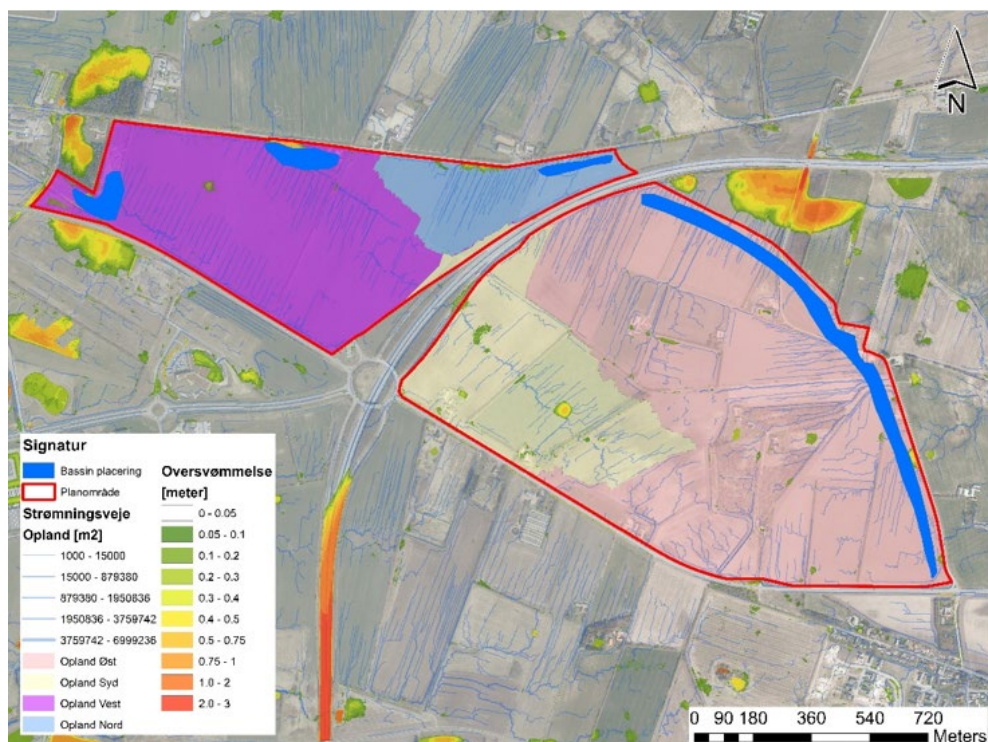 N
Signatur
Bassin placering
Planområde
Strømningsveje
Opland [m2]
1000 - 15000
15000 - 879380
879380 - 1950836
1950836 - 3759742
3759742 - 6999236
Opland Øst
Opland Syd
Opland Vest
Opland Nord
Oversvømmelse
[meter]
0 - 0.05
0.05 - 0.1
0.1 - 0.2
0.2 - 0.3
0.3 - 0.4
0.4 - 0.5
0.5 - 0.75
0.75 - 1
1.0 - 2
2.0 - 3
0 90 180 360 540 720
Meters